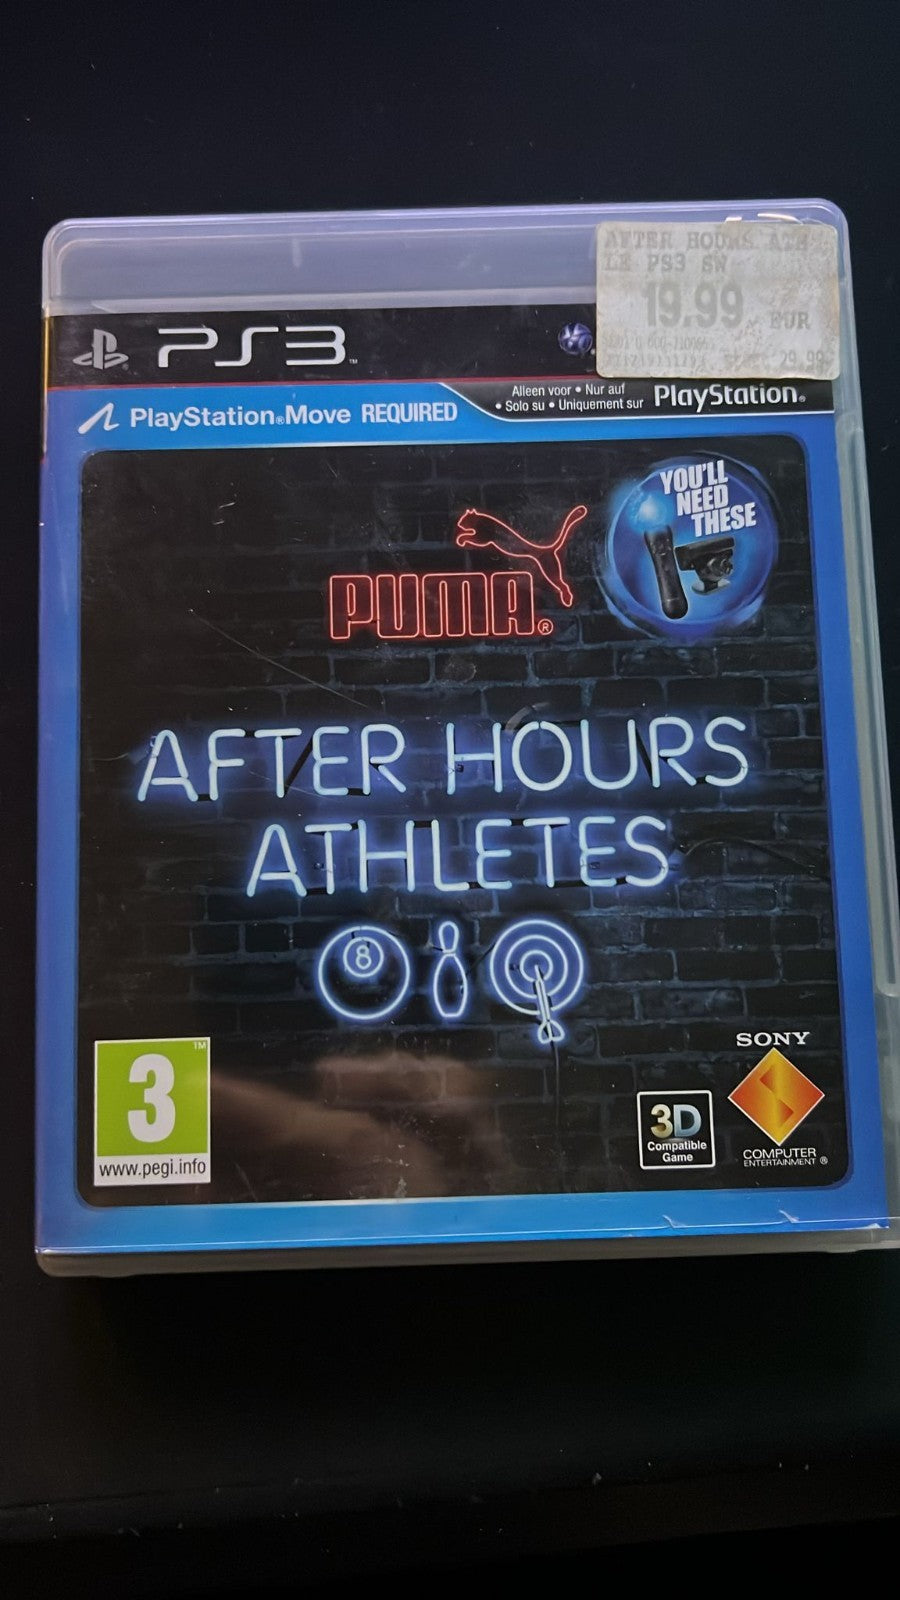 AFTER HOURS ATH
LE PS3 SW
19.99 EUR
29.99
PS3
PlayStation®Move REQUIRED
Alleen voor • Nur auf
• Solo su • Uniquement sur
PlayStation®
YOU'LL
NEED
THESE
PUMA®
AFTER HOURS
ATHLETES
8
3
www.pegi.info
3D
Compatible
Game
SONY
COMPUTER
ENTERTAINMENT ®